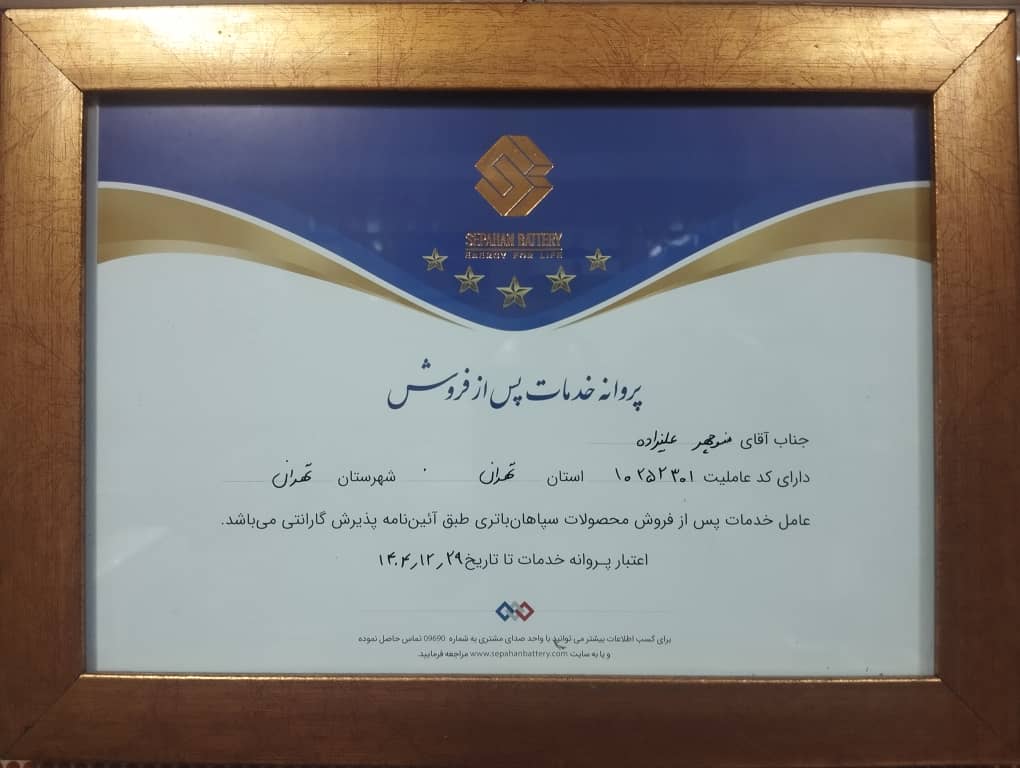 SEPAHAN BATTERY
ENERGY FOR LIFE
پروانه خدمات پس از فروش
جناب آقای منوچهر علیزاده
دارای کد عاملیت ۱۰۲۵۲۳۰۱ استان تهران شهرستان تهران
عامل خدمات پس از فروش محصولات سپاهان‌باتری طبق آئین‌نامه پذیرش گارانتی می‌باشد.
اعتبار پروانه خدمات تا تاریخ ۱۴۰۴٫۱۲٫۲۹
برای کسب اطلاعات بیشتر می توانید با واحد صدای مشتری به شماره 09690 تماس حاصل نموده
و یا به سایت www.sepahanbattery.com مراجعه فرمایید.